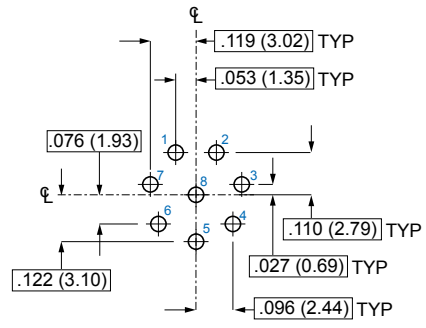 ℄
.119 (3.02) TYP
.053 (1.35) TYP
.076 (1.93)
1
2
7
3
8
℄
6
5
4
.110 (2.79) TYP
.027 (0.69) TYP
.122 (3.10)
.096 (2.44) TYP